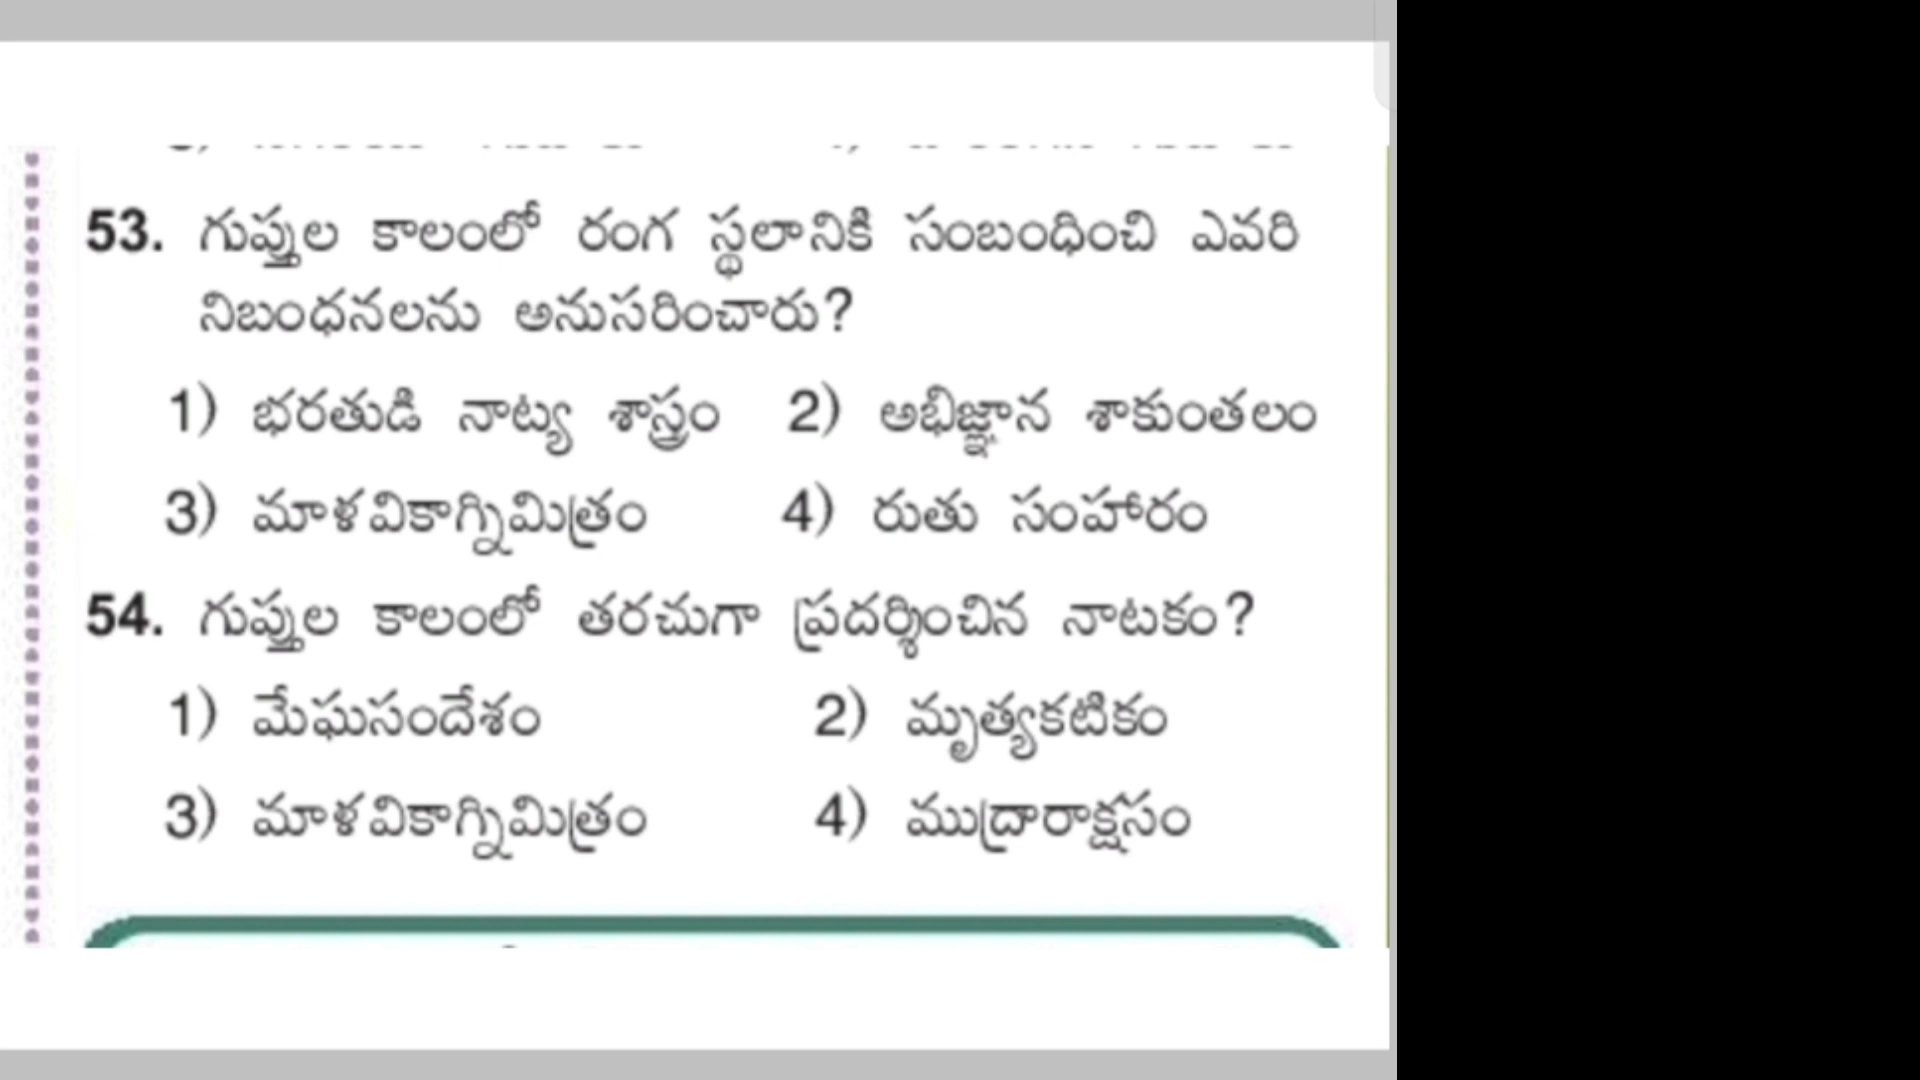 53. గుప్తుల కాలంలో రంగ స్థలానికి సంబంధించి ఎవరి
నిబంధనలను అనుసరించారు?
1) భరతుడి నాట్య శాస్త్రం 2) అభిజ్ఞాన శాకుంతలం
3) మాళవికాగ్నిమిత్రం 4) రుతు సంహారం
54. గుప్తుల కాలంలో తరచుగా ప్రదర్శించిన నాటకం?
1) మేఘసందేశం 2) మృత్యకటికం
3) మాళవికాగ్నిమిత్రం 4) ముద్రారాక్షసం